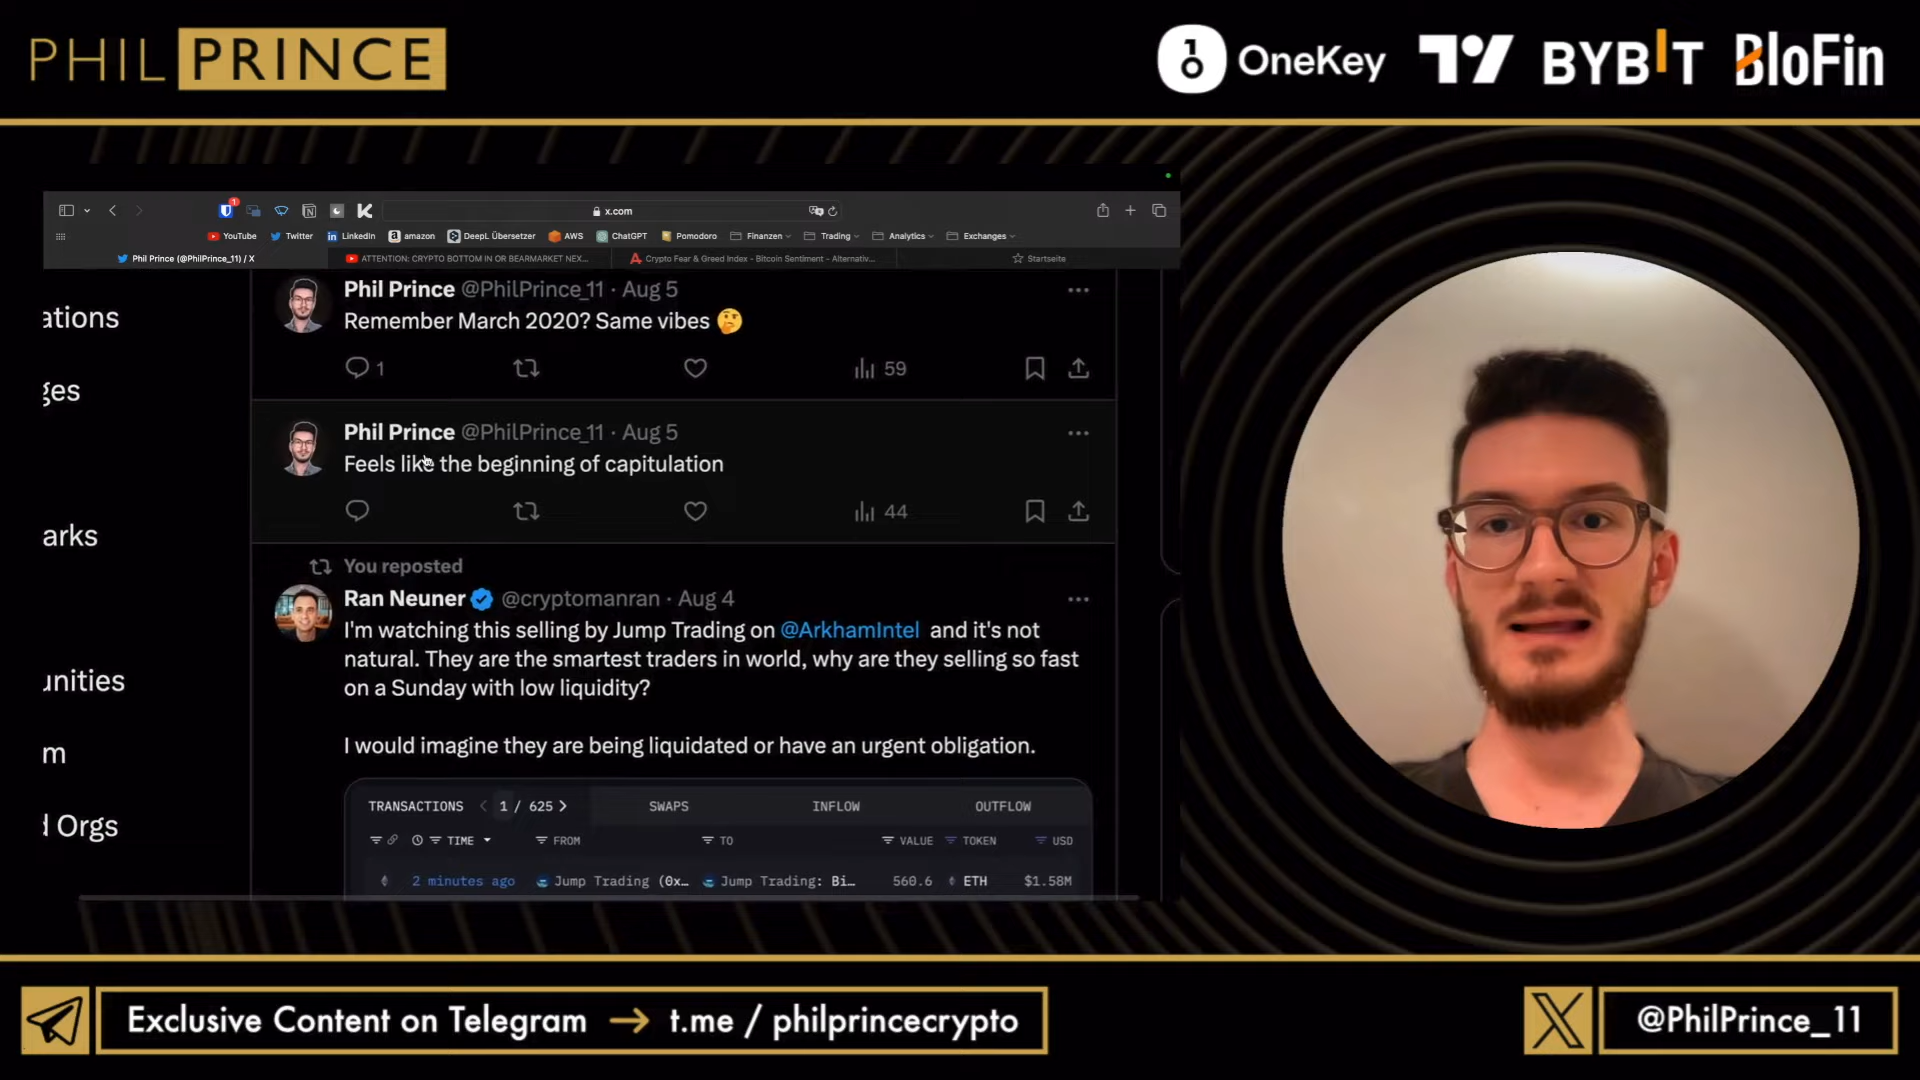 PHIL PRINCE
OneKey
BYBIT
BloFin
x.com
YouTube
Twitter
LinkedIn
amazon
DeepL Übersetzer
AWS
ChatGPT
Pomodoro
Finanzen
Trading
Analytics
Exchanges
Phil Prince (@PhilPrince_11) / X
ATTENTION: CRYPTO BOTTOM IN OR BEARMARKET NEX...
Crypto Fear & Greed Index - Bitcoin Sentiment - Alternativ...
Startseite
ations
ges
arks
unities
m
d Orgs
Phil Prince @PhilPrince_11 · Aug 5
Remember March 2020? Same vibes 🤔
1
59
Phil Prince @PhilPrince_11 · Aug 5
Feels like the beginning of capitulation
44
You reposted
Ran Neuner @cryptomanran · Aug 4
I'm watching this selling by Jump Trading on @ArkhamIntel and it's not
natural. They are the smartest traders in world, why are they selling so fast
on a Sunday with low liquidity?
I would imagine they are being liquidated or have an urgent obligation.
TRANSACTIONS 1 / 625 SWAPS INFLOW OUTFLOW
TIME FROM TO VALUE TOKEN USD
2 minutes ago Jump Trading (0x... Jump Trading: Bi... 560.6 ETH $1.58M
Exclusive Content on Telegram → t.me / philprincecrypto
@PhilPrince_11